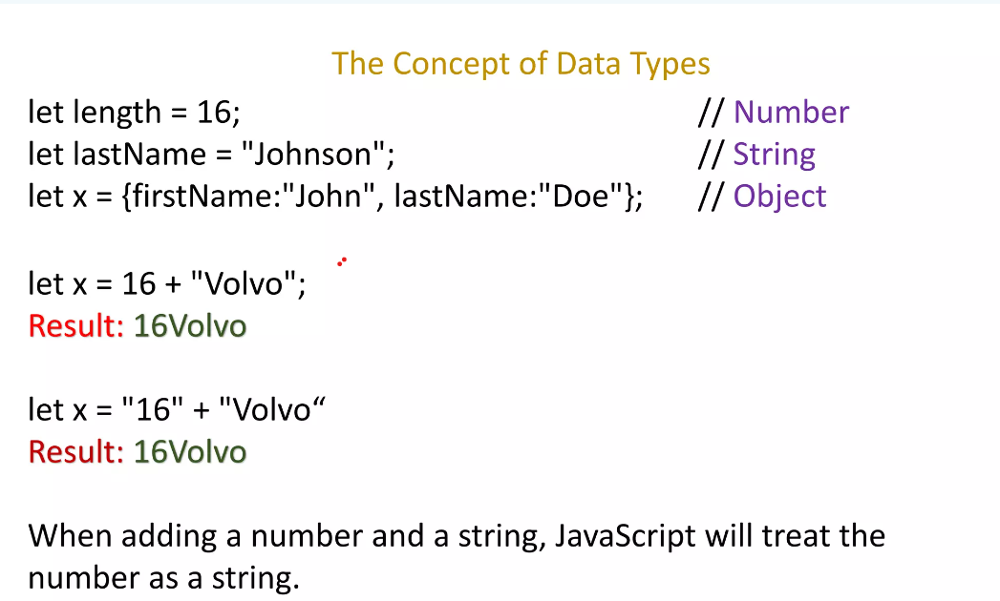 The Concept of Data Types
let length = 16; // Number
let lastName = "Johnson"; // String
let x = {firstName:"John", lastName:"Doe"}; // Object
let x = 16 + "Volvo";
Result: 16Volvo
let x = "16" + "Volvo“
Result: 16Volvo
When adding a number and a string, JavaScript will treat the
number as a string.